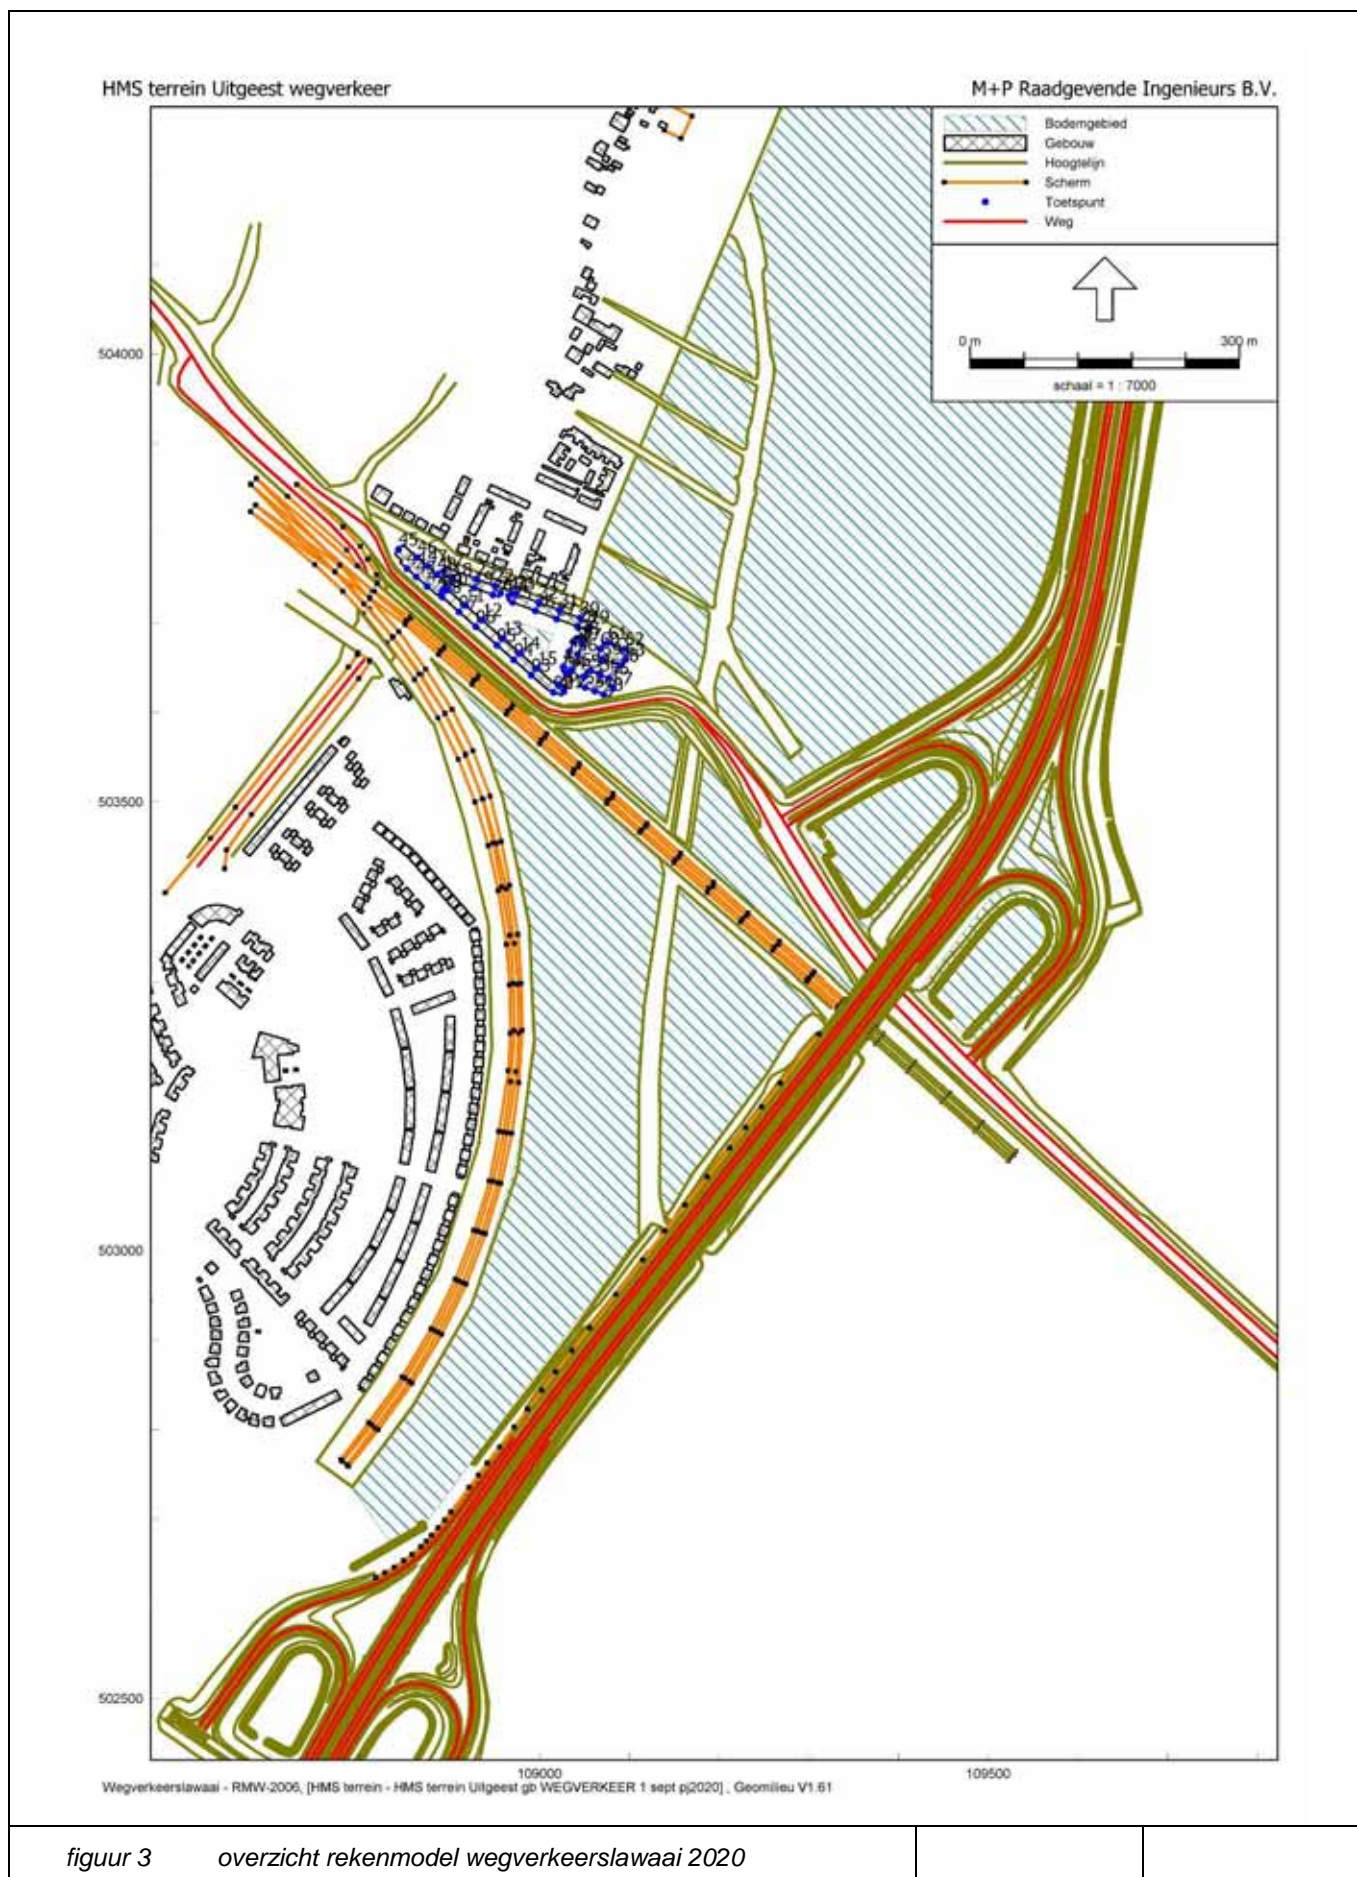 HMS terrein Uitgeest wegverkeer
M+P Raadgevende Ingenieurs B.V.
Bodemgebied
Gebouw
Hoogtelijn
Scherm
Toetspunt
Weg
0 m
300 m
schaal = 1 : 7000
504000
503500
503000
502500
109000
109500
Wegverkeerslawaai - RMW-2006, [HMS terrein - HMS terrein Uitgeest gb WEGVERKEER 1 sept pj2020] , Geomilieu V1.61
figuur 3 overzicht rekenmodel wegverkeerslawaai 2020